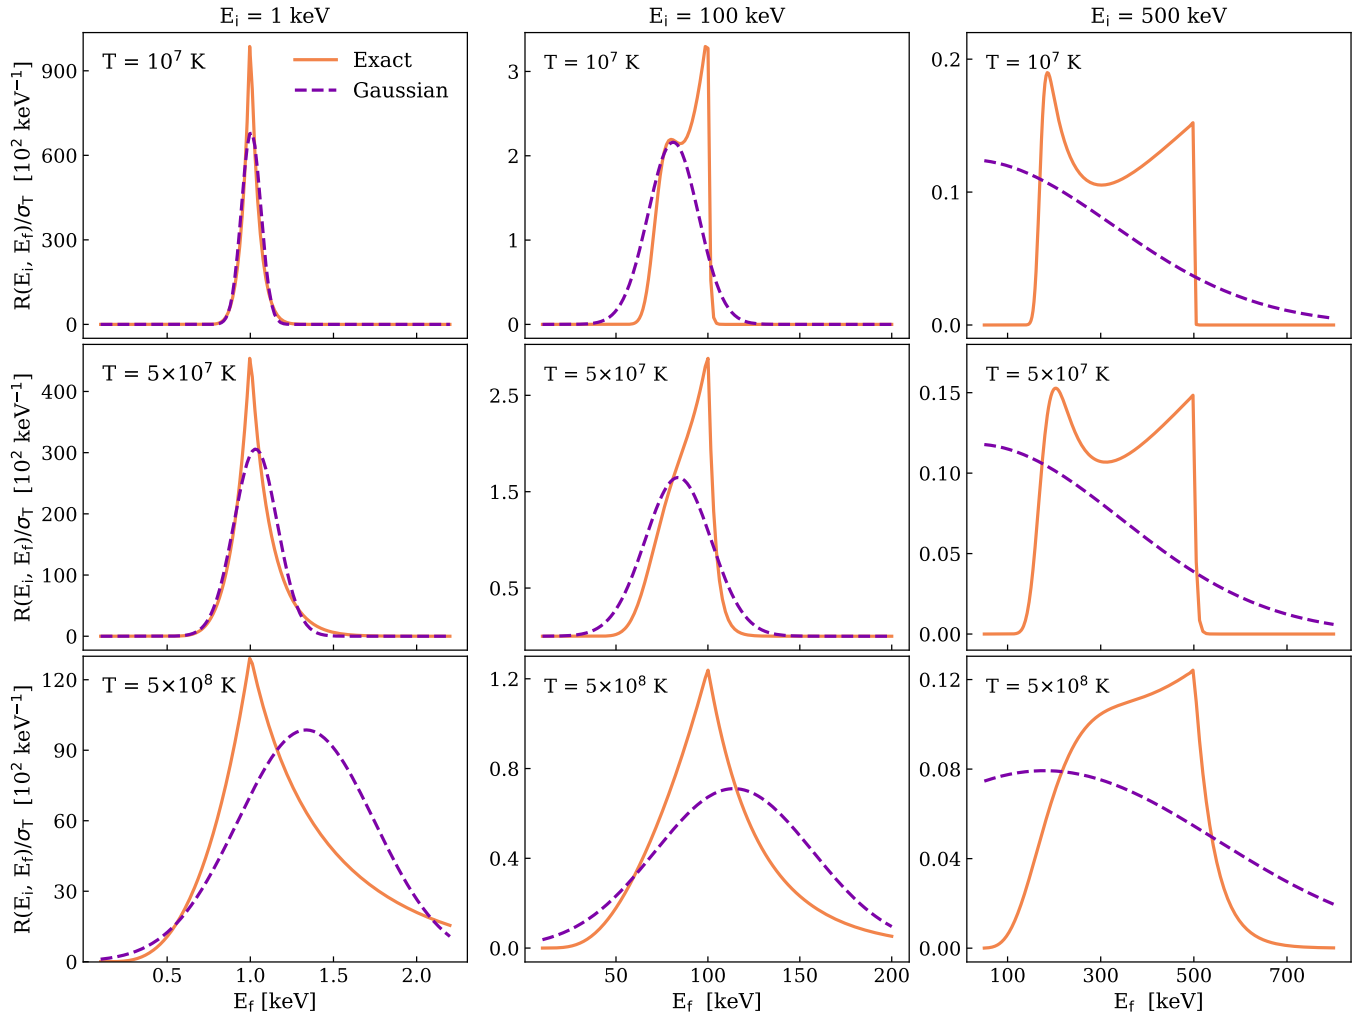 Eᵢ = 1 keV
Eᵢ = 100 keV
Eᵢ = 500 keV
R(Eᵢ, E_f)/σ_T [10² keV⁻¹]
900
600
300
0
T = 10⁷ K
Exact
Gaussian
3
2
1
0
T = 10⁷ K
0.2
0.1
0.0
T = 10⁷ K
R(Eᵢ, E_f)/σ_T [10² keV⁻¹]
400
300
200
100
0
T = 5×10⁷ K
2.5
1.5
0.5
T = 5×10⁷ K
0.15
0.10
0.05
0.00
T = 5×10⁷ K
R(Eᵢ, E_f)/σ_T [10² keV⁻¹]
120
90
60
30
0
T = 5×10⁸ K
1.2
0.8
0.4
0.0
T = 5×10⁸ K
0.12
0.08
0.04
0.00
T = 5×10⁸ K
0.5 1.0 1.5 2.0
50 100 150 200
100 300 500 700
E_f [keV]
E_f [keV]
E_f [keV]